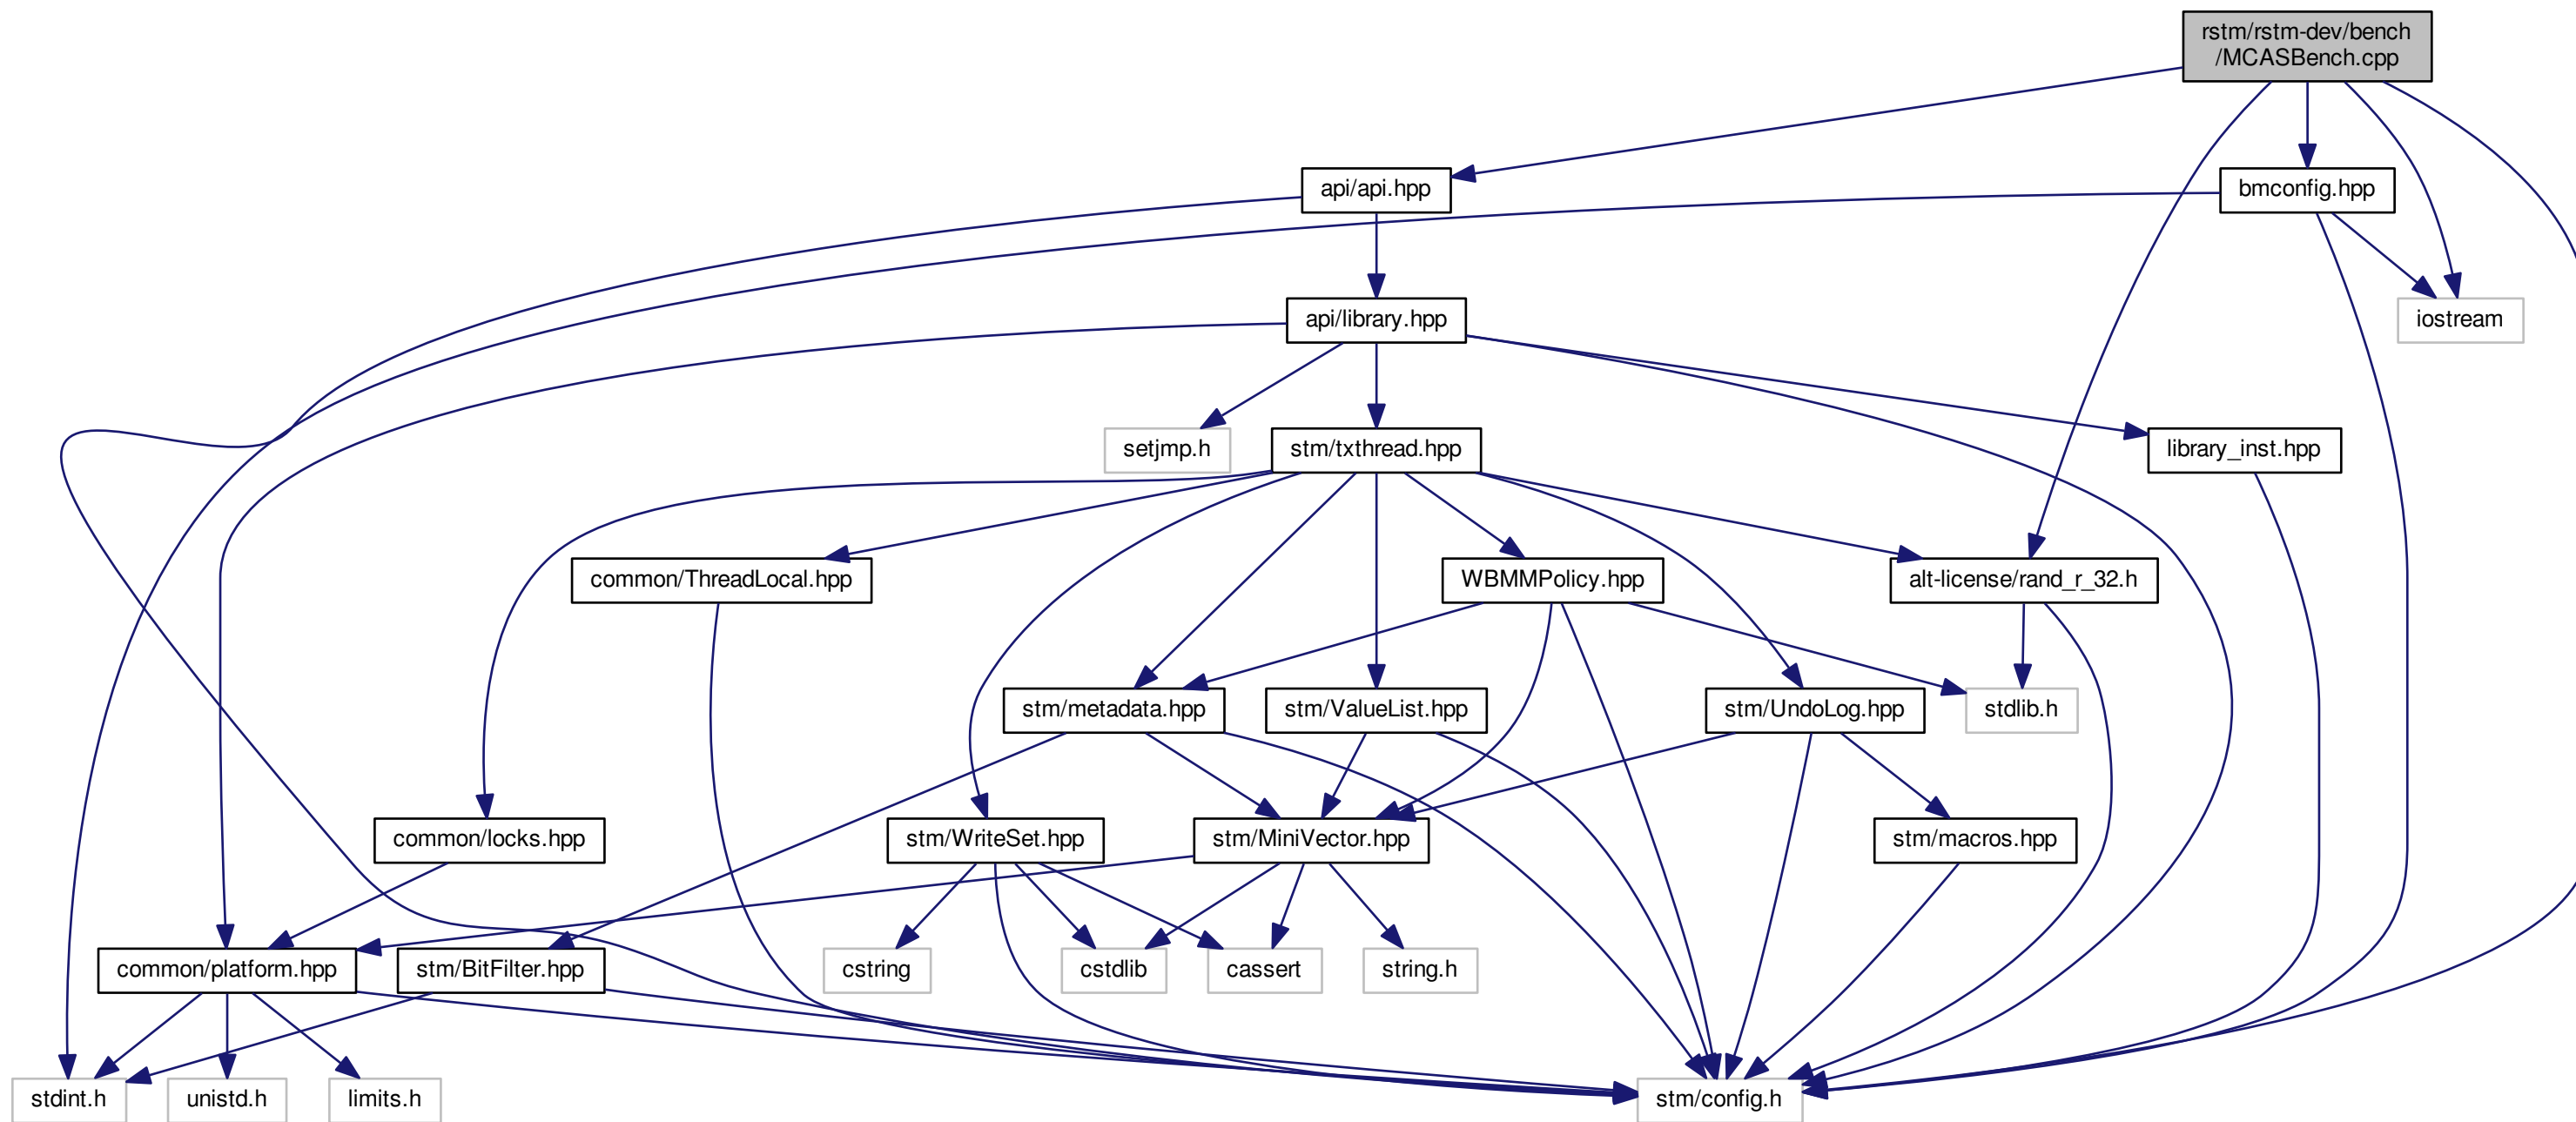 rstm/rstm-dev/bench
/MCASBench.cpp
api/api.hpp
bmconfig.hpp
api/library.hpp
iostream
setjmp.h
stm/txthread.hpp
library_inst.hpp
common/ThreadLocal.hpp
WBMMPolicy.hpp
alt-license/rand_r_32.h
stm/metadata.hpp
stm/ValueList.hpp
stm/UndoLog.hpp
stdlib.h
common/locks.hpp
stm/WriteSet.hpp
stm/MiniVector.hpp
stm/macros.hpp
common/platform.hpp
stm/BitFilter.hpp
cstring
cstdlib
cassert
string.h
stdint.h
unistd.h
limits.h
stm/config.h